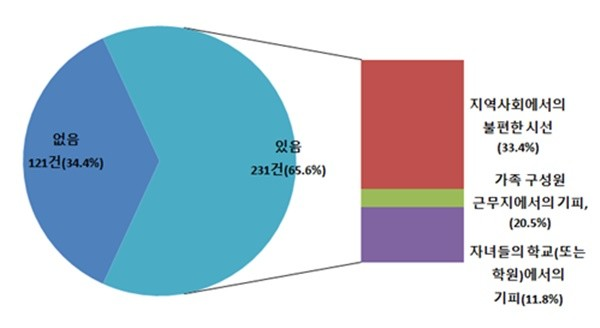 없음
121건(34.4%)
있음
231건(65.6%)
지역사회에서의
불편한 시선
(33.4%)
가족 구성원
근무지에서의 기피,
(20.5%)
자녀들의 학교(또는
학원)에서의
기피(11.8%)